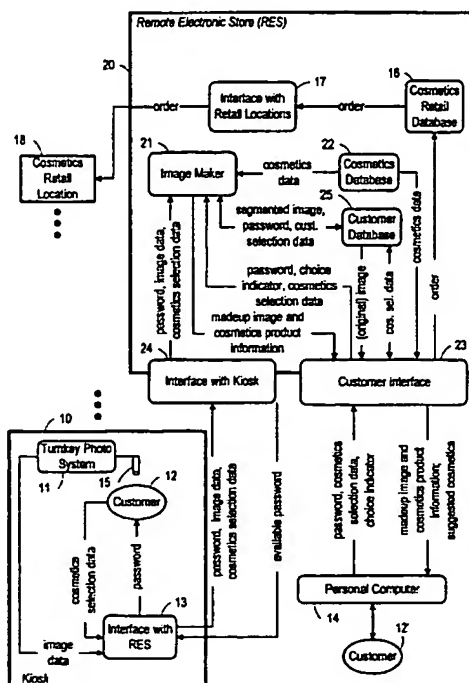 Remote Electronic Store (RES)
20
17
16
Interface with
Retail Locations
Cosmetics
Retail
Database
order
order
18
Cosmetics
Retail
Location
21
Image Maker
22
cosmetics
data
Cosmetics
Database
25
Customer
Database
segmented image,
password, cust.
selection data
password, image data,
cosmetics selection data
password, choice
indicator, cosmetics
selection data
madeup image and
cosmetics product
information
(original) image
cos. sel. data
cosmetics data
order
24
23
Interface with Kiosk
Customer interface
10
Turnkey Photo
System
11
15
12
Customer
cosmetics
selection data
password
13
Interface with
RES
image
data
Kiosk
password, image data,
cosmetics selection data
available password
password, cosmetics
selection data,
choice indicator
madeup image and
cosmetics product
information;
suggested cosmetics
Personal Computer
14
Customer
12'